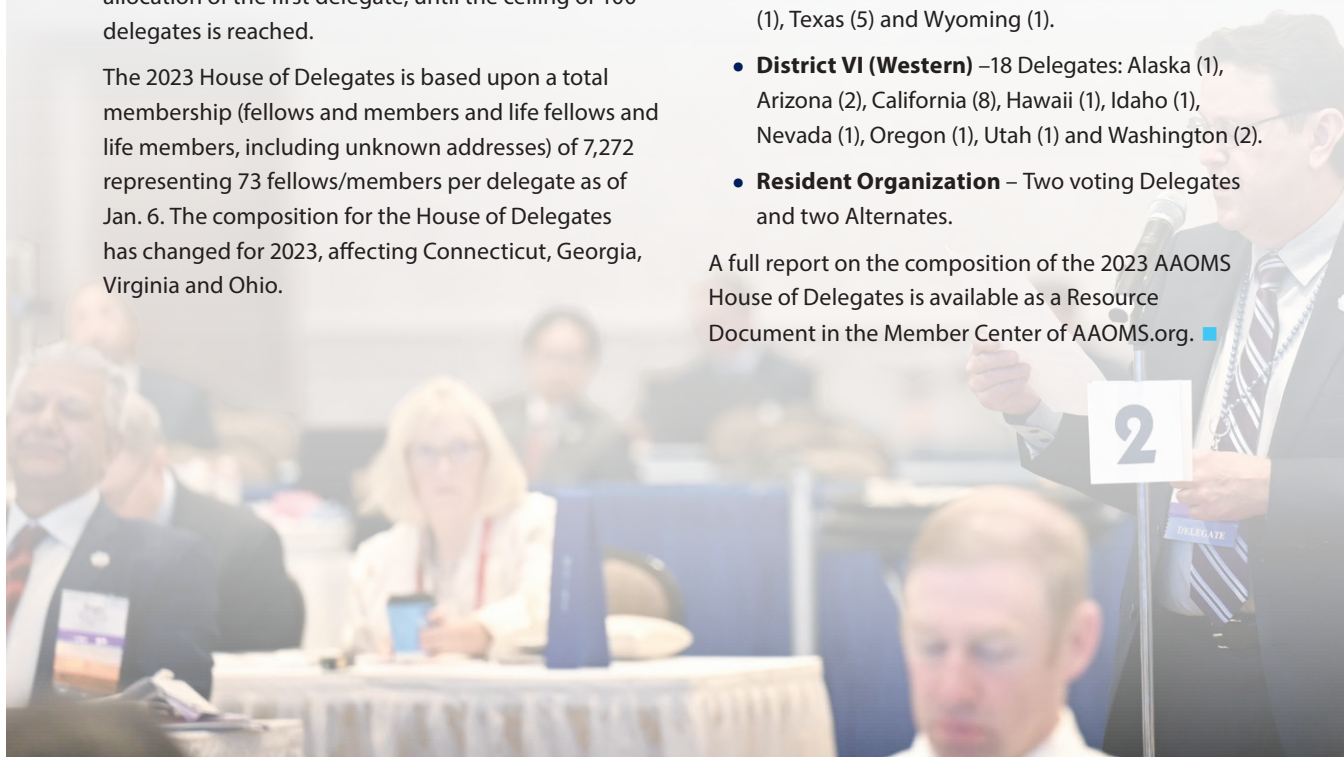 delegates is reached.
The 2023 House of Delegates is based upon a total
membership (fellows and members and life fellows and
life members, including unknown addresses) of 7,272
representing 73 fellows/members per delegate as of
Jan. 6. The composition for the House of Delegates
has changed for 2023, affecting Connecticut, Georgia,
Virginia and Ohio.
(1), Texas (5) and Wyoming (1).
• District VI (Western) –18 Delegates: Alaska (1),
Arizona (2), California (8), Hawaii (1), Idaho (1),
Nevada (1), Oregon (1), Utah (1) and Washington (2).
• Resident Organization – Two voting Delegates
and two Alternates.
A full report on the composition of the 2023 AAOMS
House of Delegates is available as a Resource
Document in the Member Center of AAOMS.org.
2
DELEGATE